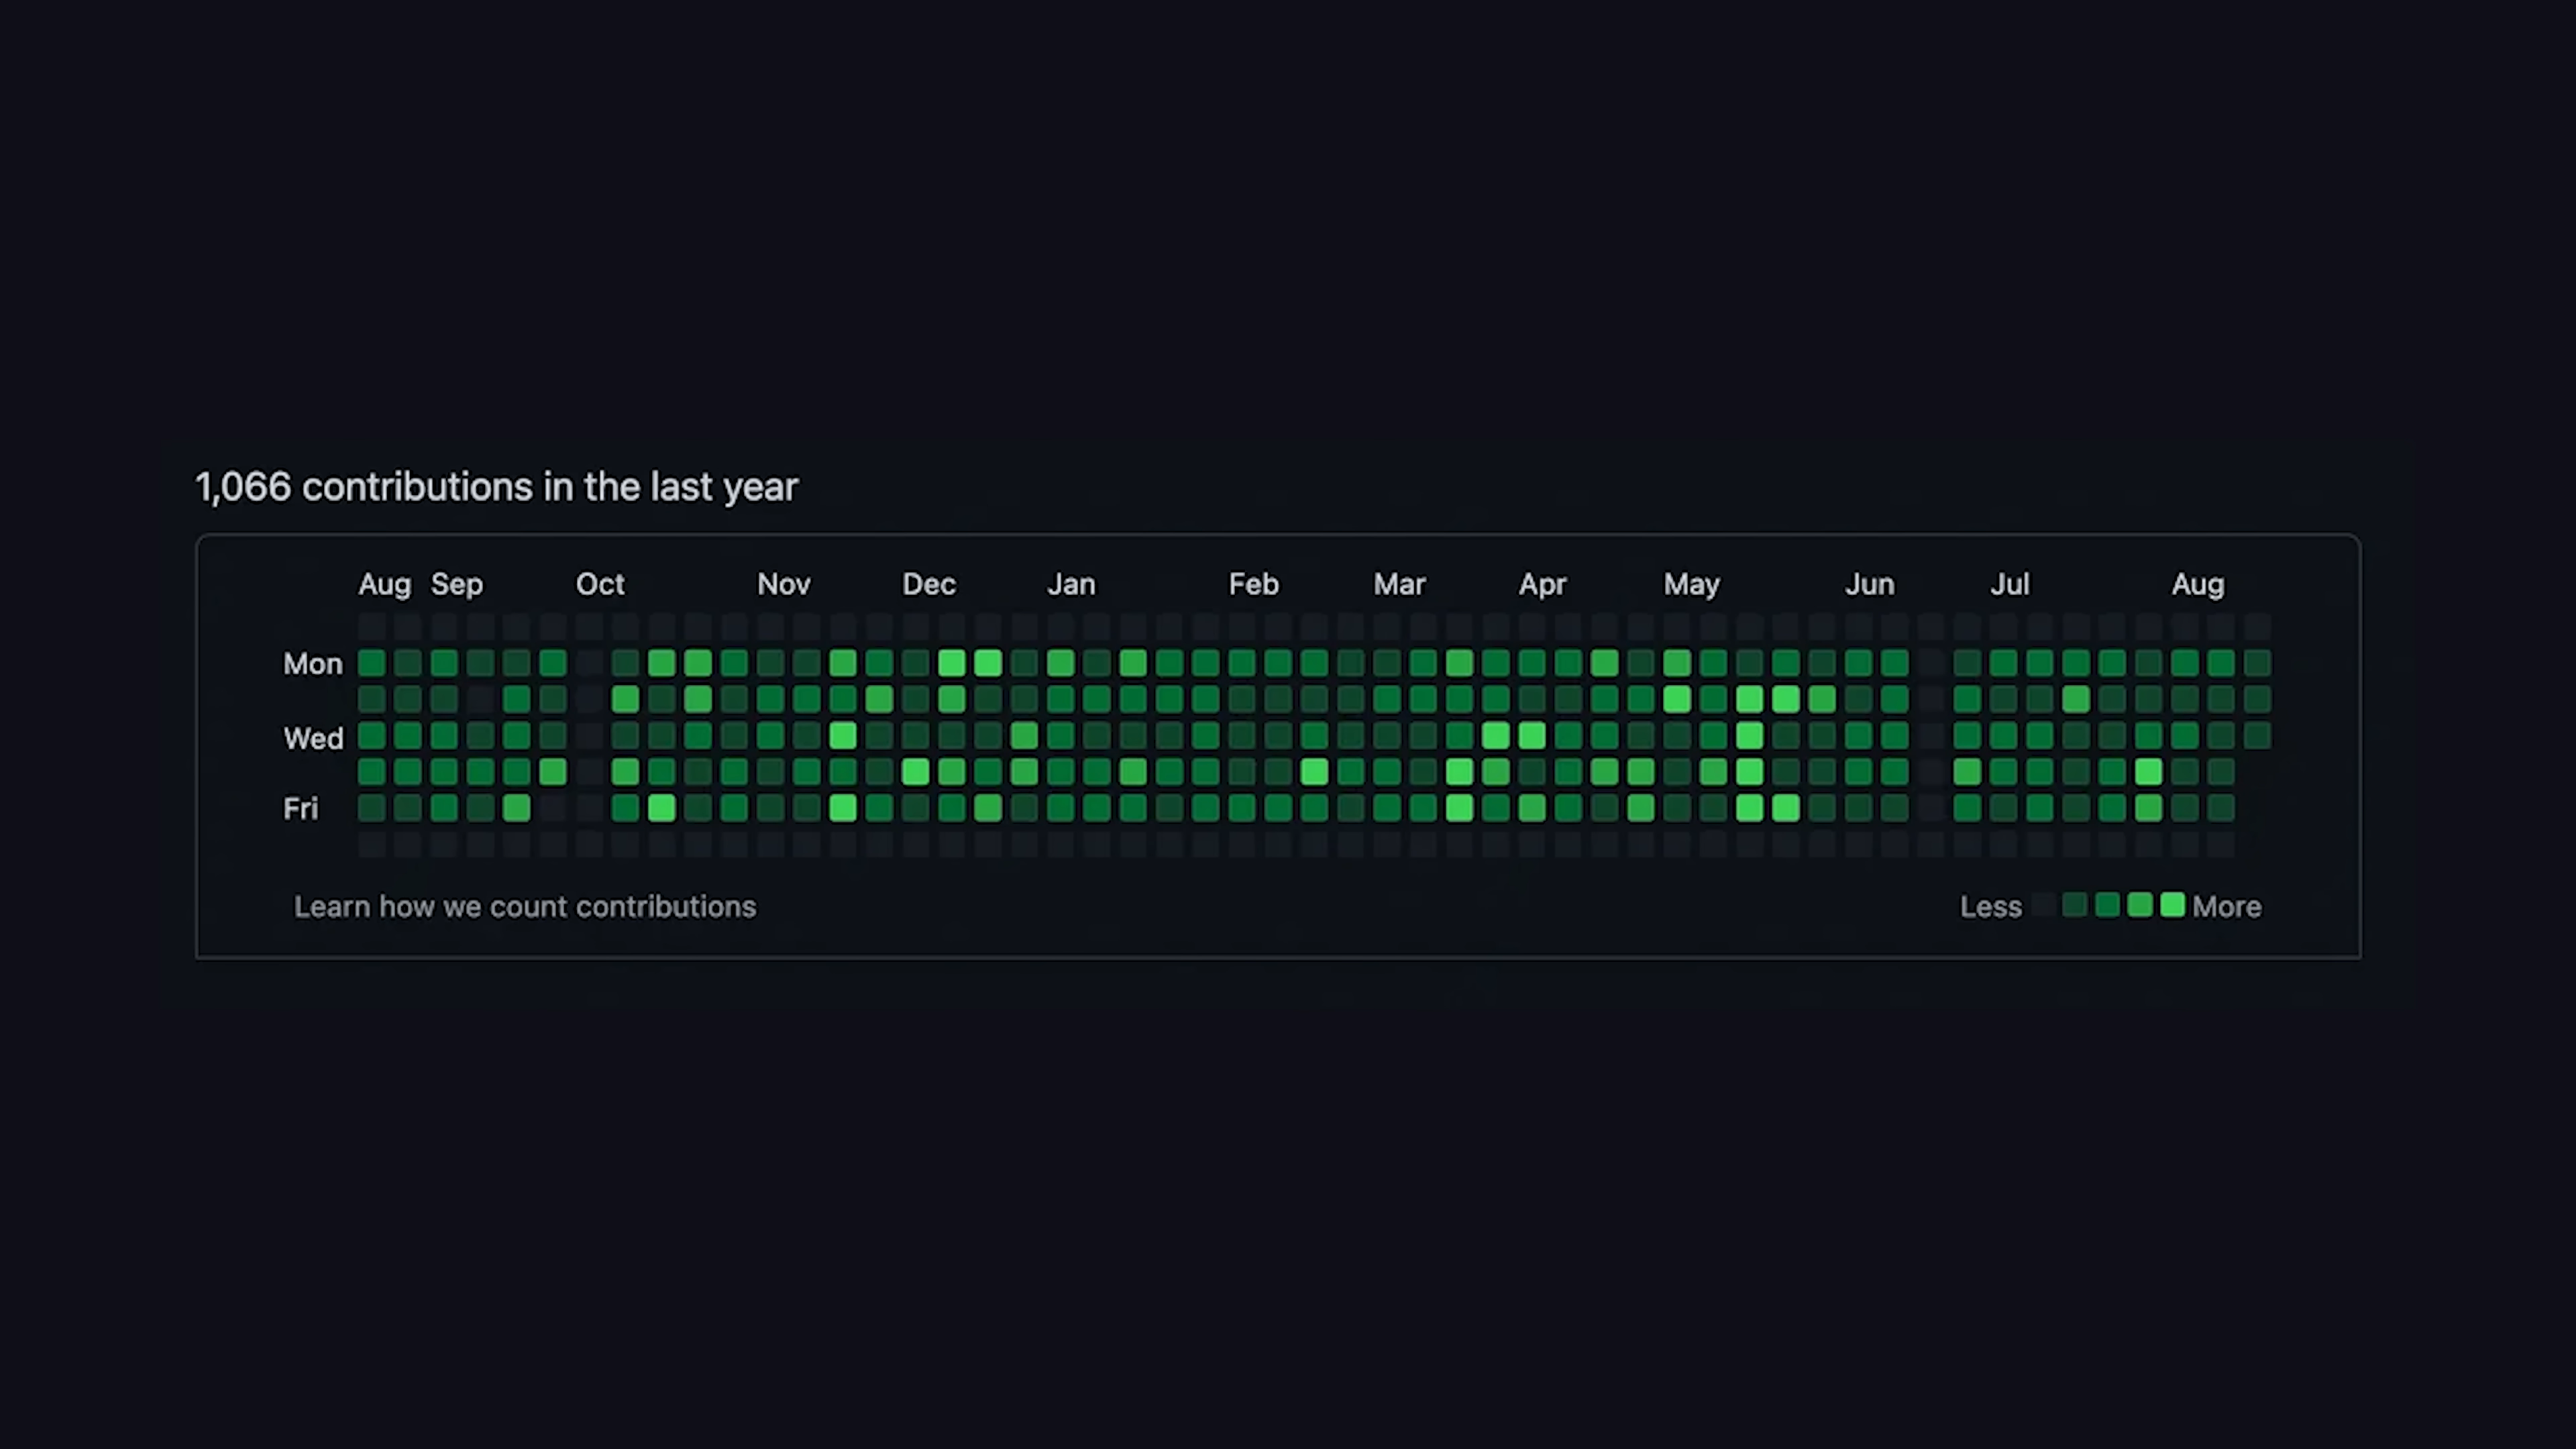 1,066 contributions in the last year
Aug Sep Oct Nov Dec Jan Feb Mar Apr May Jun Jul Aug
Mon
Wed
Fri
Learn how we count contributions
Less More